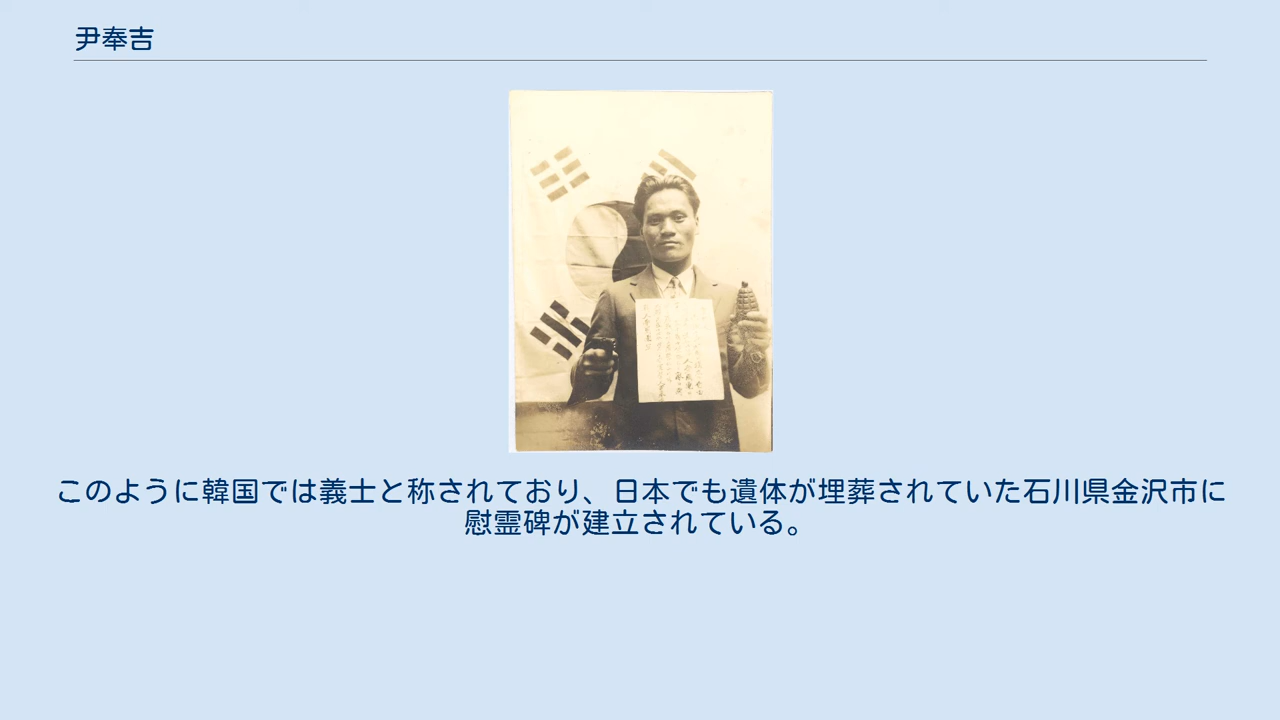 尹奉吉
このように韓国では義士と称されており、日本でも遺体が埋葬されていた石川県金沢市に
慰霊碑が建立されている。